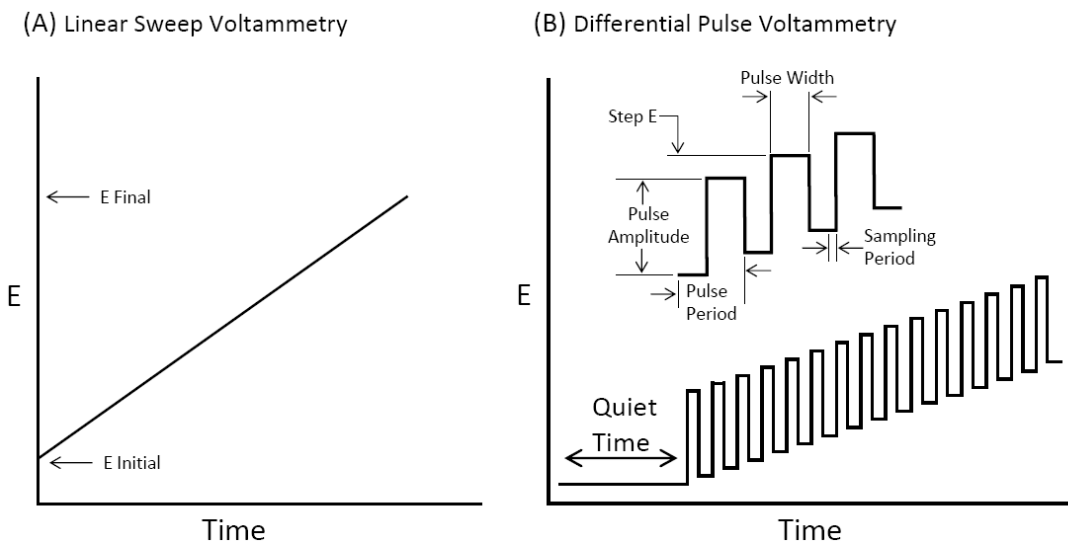 (A) Linear Sweep Voltammetry
E Final
E
E Initial
Time
(B) Differential Pulse Voltammetry
Pulse Width
Step E
Pulse
Amplitude
Sampling
Period
Pulse
Period
E
Quiet
Time
Time